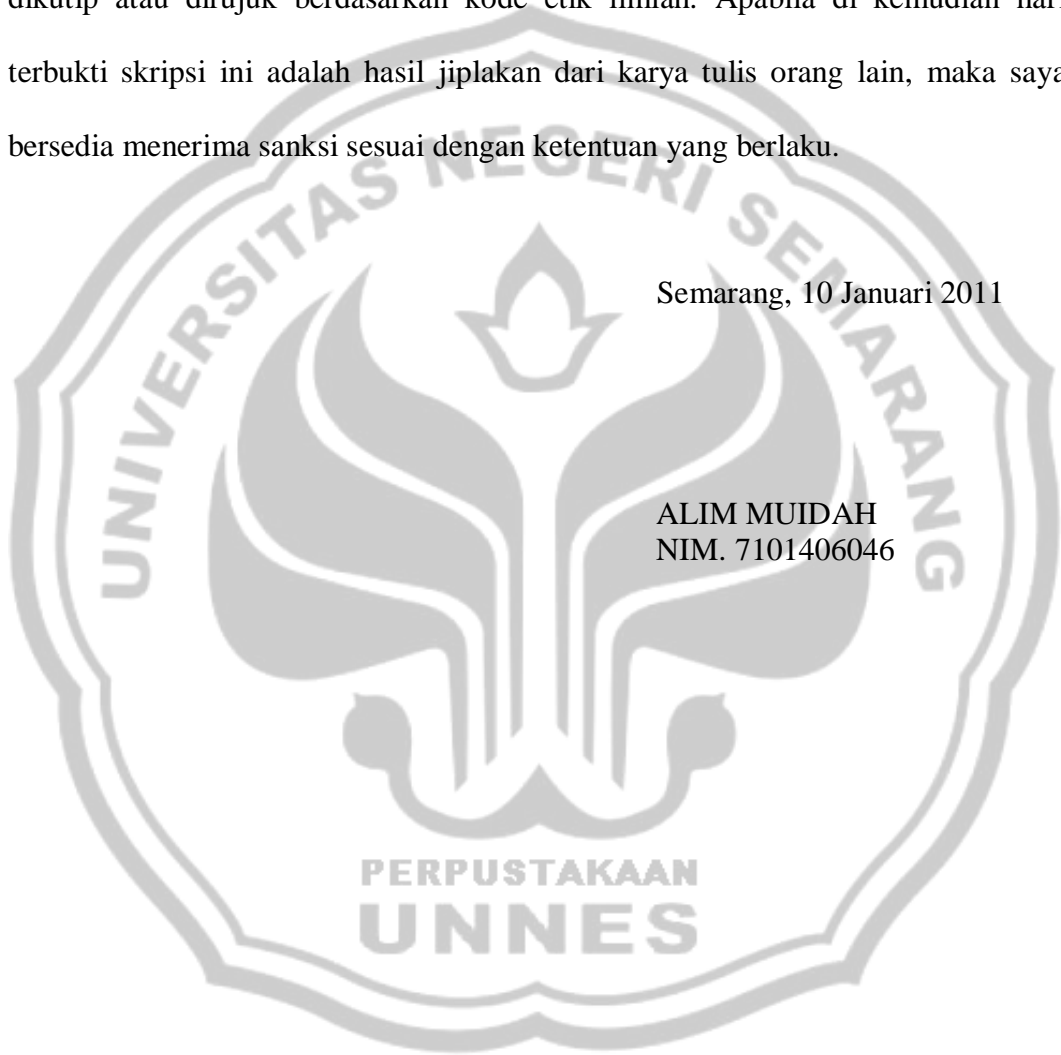 dikutip atau dirujuk berdasarkan kode etik ilmiah. Apabila di kemudian hari
terbukti skripsi ini adalah hasil jiplakan dari karya tulis orang lain, maka saya
bersedia menerima sanksi sesuai dengan ketentuan yang berlaku.
UNIVERSITAS NEGERI SEMARANG
Semarang, 10 Januari 2011
ALIM MUIDAH
NIM. 7101406046
PERPUSTAKAAN
UNNES